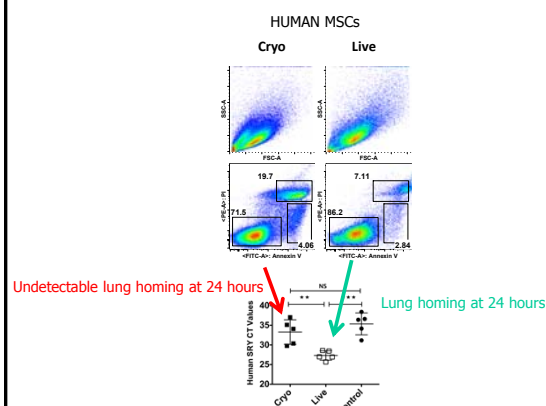 HUMAN MSCs
Cryo Live
SSC-A
FSC-A
SSC-A
FSC-A
19.7
71.5
4.06
<PE-A>: PI
<FITC-A>: Annexin V
7.11
86.2
2.84
<PE-A>: PI
<FITC-A>: Annexin V
Undetectable lung homing at 24 hours
Lung homing at 24 hours
NS
** **
Human SRY CT Values
40
35
30
25
20
Cryo
Live